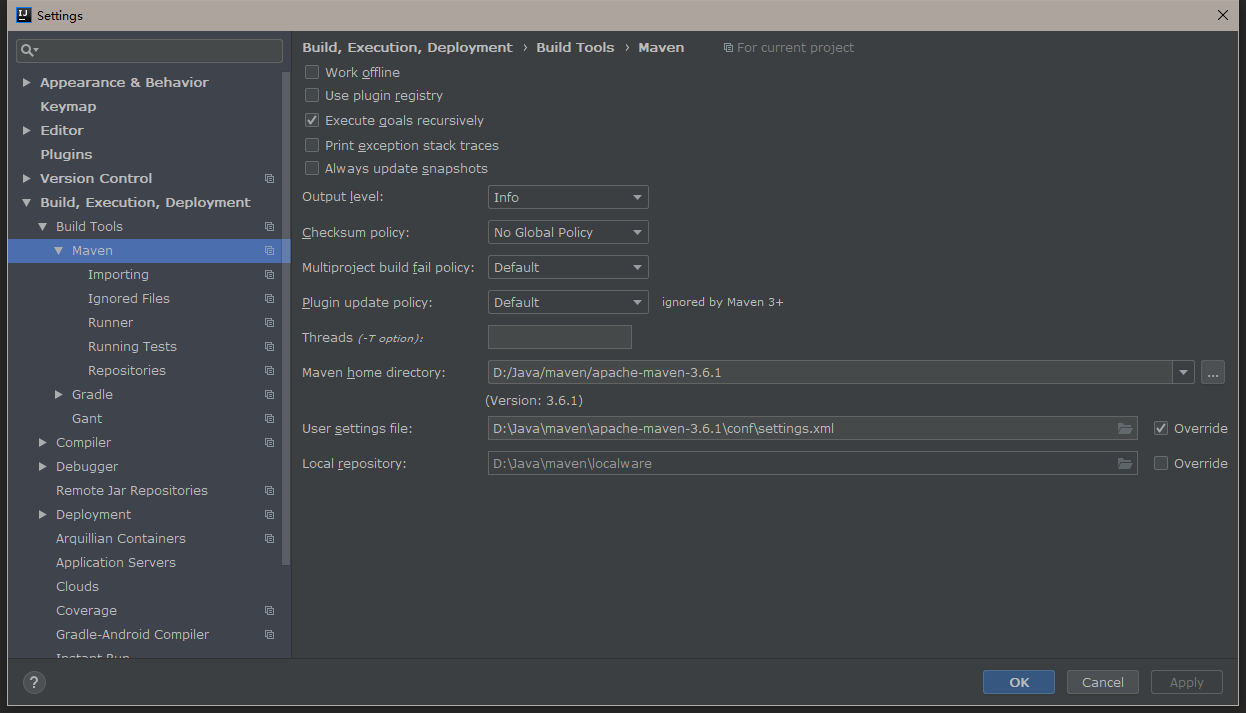 Settings
Appearance & Behavior
Keymap
Editor
Plugins
Version Control
Build, Execution, Deployment
Build Tools
Maven
Importing
Ignored Files
Runner
Running Tests
Repositories
Gradle
Gant
Compiler
Debugger
Remote Jar Repositories
Deployment
Arquillian Containers
Application Servers
Clouds
Coverage
Gradle-Android Compiler
Instant Run
Build, Execution, Deployment › Build Tools › Maven For current project
Work offline
Use plugin registry
Execute goals recursively
Print exception stack traces
Always update snapshots
Output level: Info
Checksum policy: No Global Policy
Multiproject build fail policy: Default
Plugin update policy: Default ignored by Maven 3+
Threads (-T option):
Maven home directory: D:/Java/maven/apache-maven-3.6.1 ...
(Version: 3.6.1)
User settings file: D:\Java\maven\apache-maven-3.6.1\conf\settings.xml Override
Local repository: D:\Java\maven\localware Override
? OK Cancel Apply